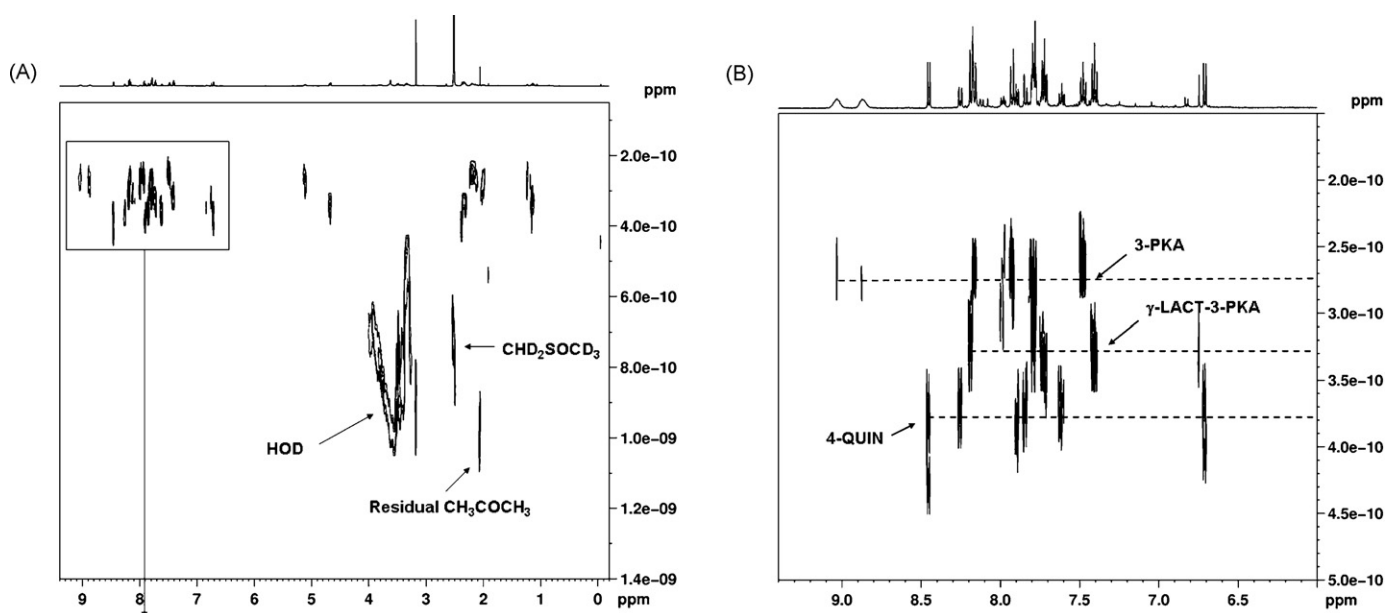 (A)
ppm
2.0e-10
4.0e-10
6.0e-10
CHD₂SOCD₃
8.0e-10
HOD
1.0e-09
Residual CH₃COCH₃
1.2e-09
1.4e-09
9 8 7 6 5 4 3 2 1 0 ppm
(B)
ppm
2.0e-10
3-PKA
2.5e-10
γ-LACT-3-PKA
3.0e-10
3.5e-10
4-QUIN
4.0e-10
4.5e-10
5.0e-10
9.0 8.5 8.0 7.5 7.0 6.5 ppm